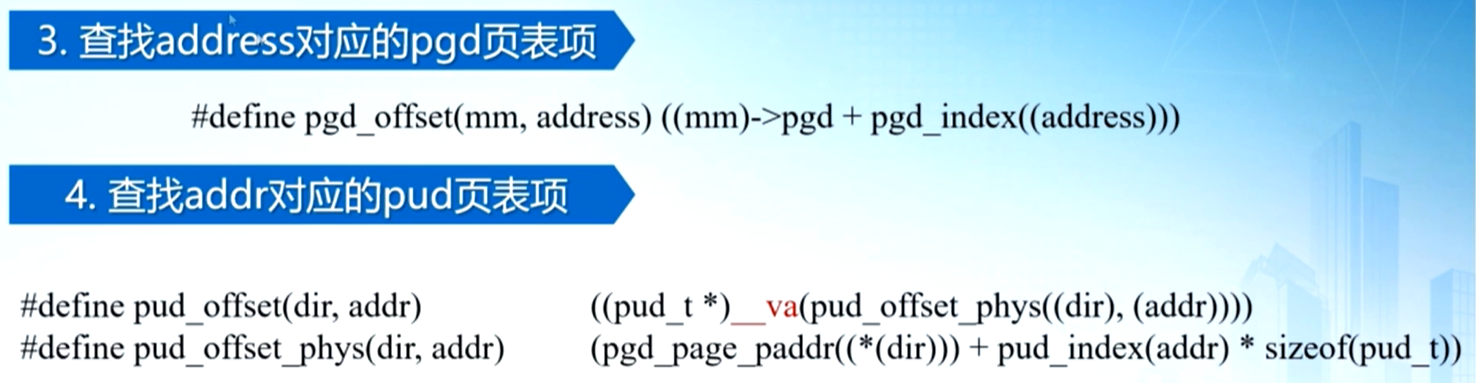 3. 查找address对应的pgd页表项
#define pgd_offset(mm, address) ((mm)->pgd + pgd_index((address)))
4. 查找addr对应的pud页表项
#define pud_offset(dir, addr) ((pud_t *)__va(pud_offset_phys((dir), (addr))))
#define pud_offset_phys(dir, addr) (pgd_page_paddr((*(dir))) + pud_index(addr) * sizeof(pud_t))